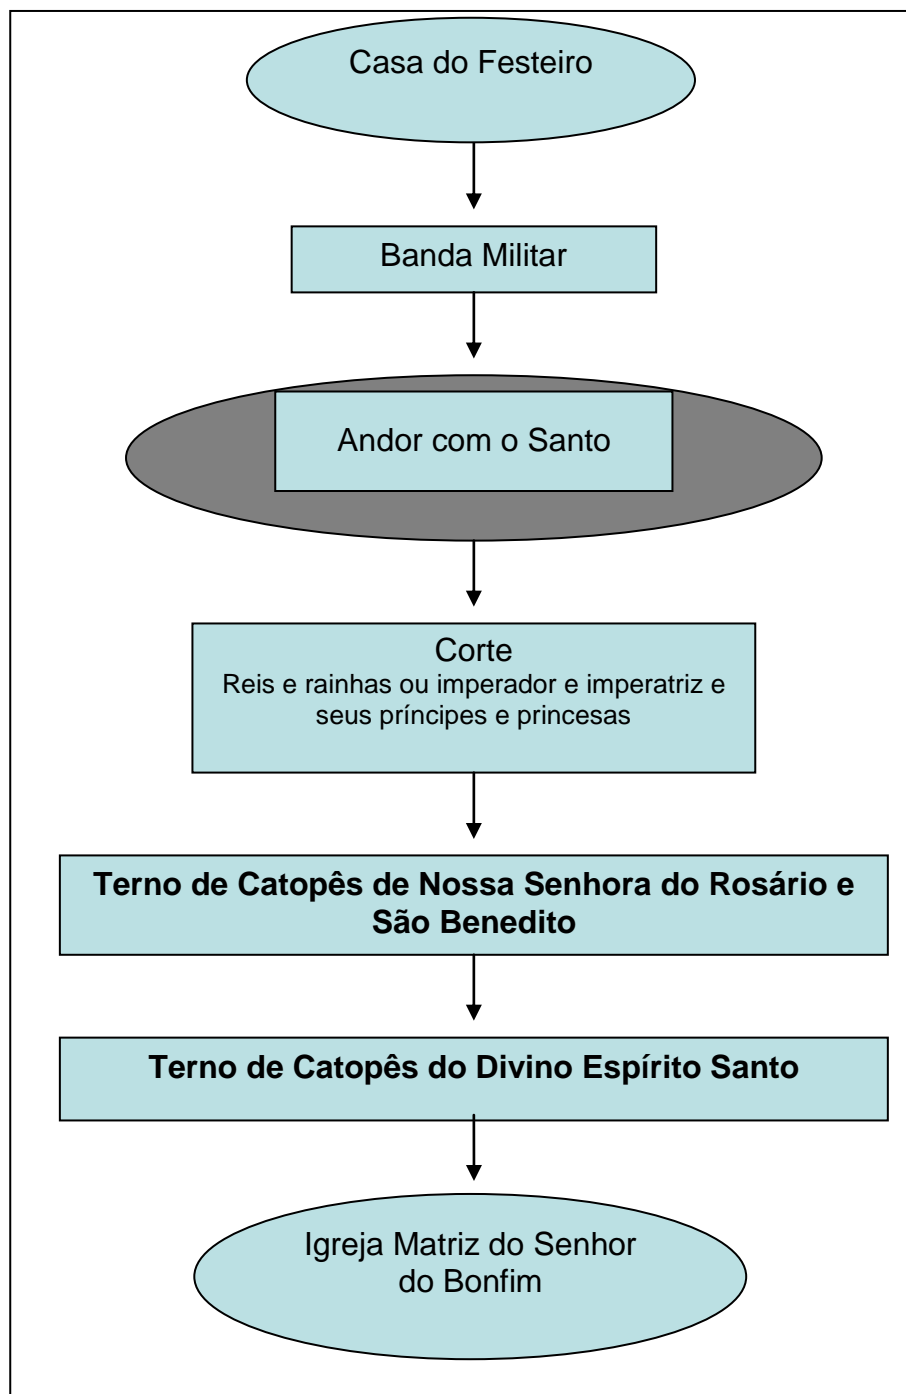 Casa do Festeiro
Banda Militar
Andor com o Santo
Corte
Reis e rainhas ou imperador e imperatriz e
seus príncipes e princesas
Terno de Catopês de Nossa Senhora do Rosário e
São Benedito
Terno de Catopês do Divino Espírito Santo
Igreja Matriz do Senhor
do Bonfim